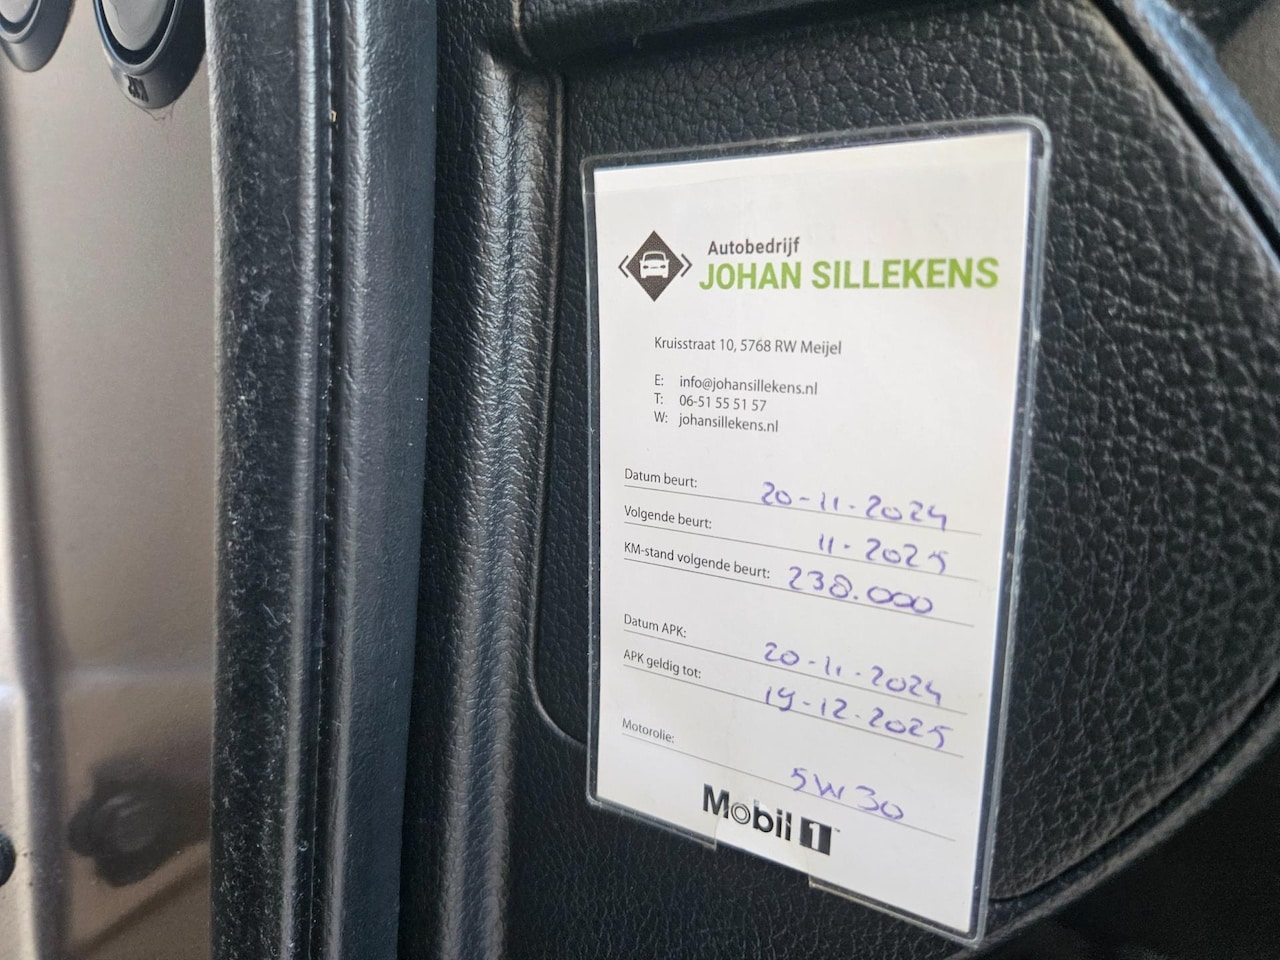 Autobedrijf
JOHAN SILLEKENS
Kruisstraat 10, 5768 RW Meijel
E: info@johansillekens.nl
T: 06-51 55 51 57
W: johansillekens.nl
Datum beurt: 20-11-2024
Volgende beurt: 11-2025
KM-stand volgende beurt: 238.000
Datum APK: 20-11-2024
APK geldig tot: 19-12-2025
Motorolie: 5W30
Mobil 1™